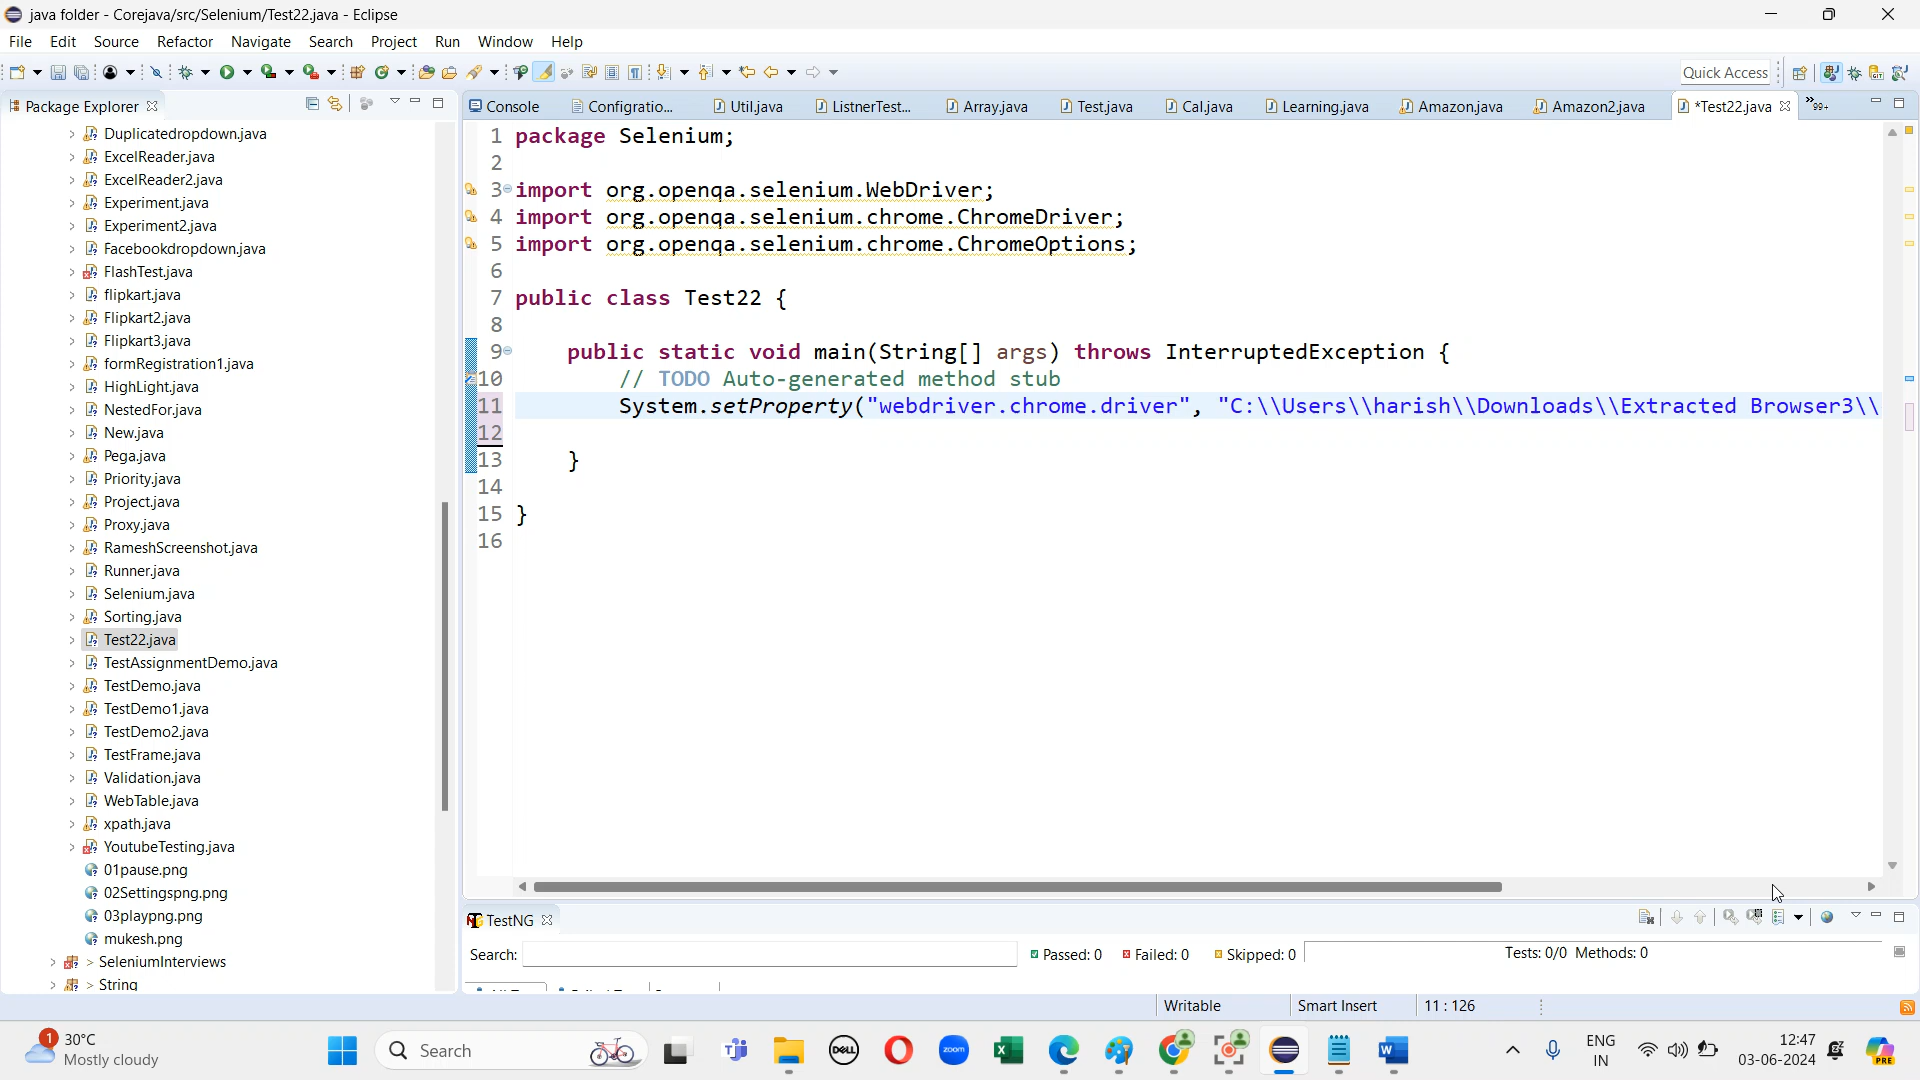 java folder - Corejava/src/Selenium/Test22.java - Eclipse
File Edit Source Refactor Navigate Search Project Run Window Help
Quick Access
Package Explorer
Console Configratio... Util.java ListnerTest... Array.java Test.java Cal.java Learning.java Amazon.java Amazon2.java *Test22.java »99+
Duplicatedropdown.java
ExcelReader.java
ExcelReader2.java
Experiment.java
Experiment2.java
Facebookdropdown.java
FlashTest.java
flipkart.java
Flipkart2.java
Flipkart3.java
formRegistration1.java
HighLight.java
NestedFor.java
New.java
Pega.java
Priority.java
Project.java
Proxy.java
RameshScreenshot.java
Runner.java
Selenium.java
Sorting.java
Test22.java
TestAssignmentDemo.java
TestDemo.java
TestDemo1.java
TestDemo2.java
TestFrame.java
Validation.java
WebTable.java
xpath.java
YoutubeTesting.java
01pause.png
02Settingspng.png
03playpng.png
mukesh.png
> SeleniumInterviews
> String
1 package Selenium;
2
3 import org.openqa.selenium.WebDriver;
4 import org.openqa.selenium.chrome.ChromeDriver;
5 import org.openqa.selenium.chrome.ChromeOptions;
6
7 public class Test22 {
8
9 public static void main(String[] args) throws InterruptedException {
10 // TODO Auto-generated method stub
11 System.setProperty("webdriver.chrome.driver", "C:\\Users\\harish\\Downloads\\Extracted Browser3\\
12
13 }
14
15 }
16
TestNG
Search: Passed: 0 Failed: 0 Skipped: 0 Tests: 0/0 Methods: 0
Writable Smart Insert 11 : 126
1 30°C
Mostly cloudy
Search
DELL
zoom
ENG
IN
12:47
03-06-2024
PRE